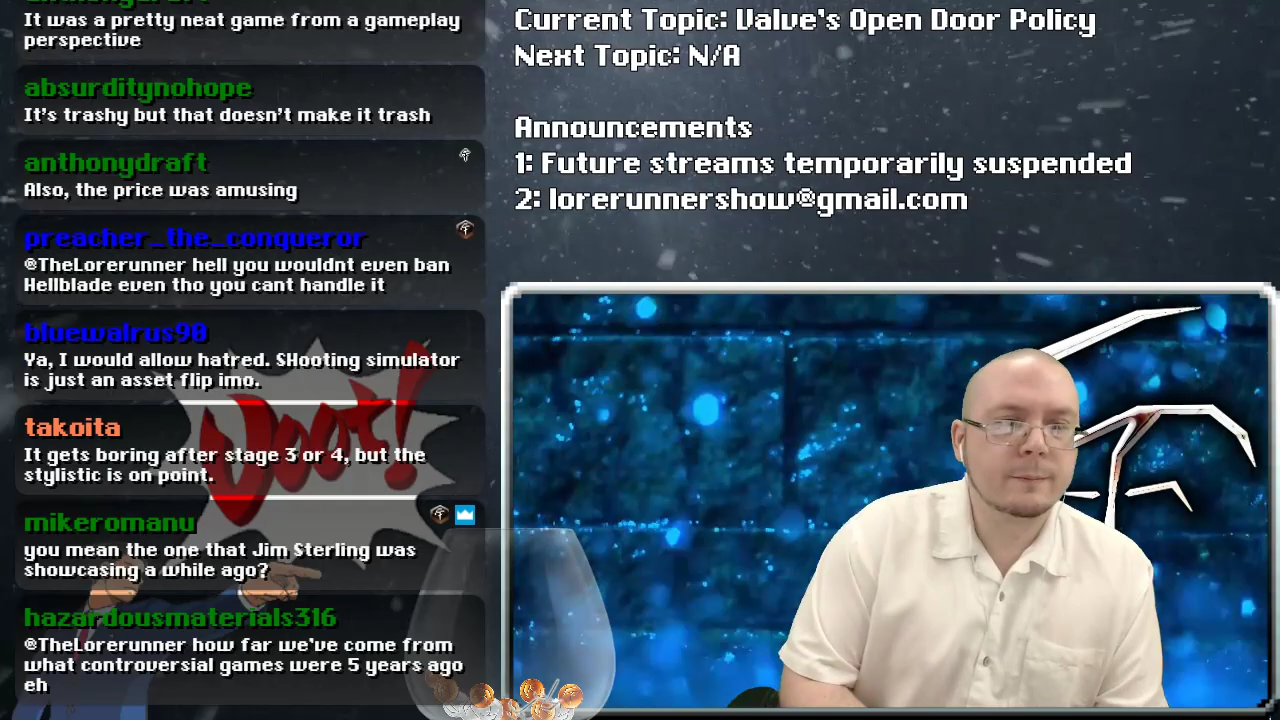 It was a pretty neat game from a gameplay
perspective
absurditynohope
It's trashy but that doesn't make it trash
anthonydraft
Also, the price was amusing
preacher_the_conqueror
@TheLorerunner hell you wouldnt even ban
Hellblade even tho you cant handle it
bluewalrus90
Ya, I would allow hatred. SHooting simulator
is just an asset flip imo.
takoita
It gets boring after stage 3 or 4, but the
stylistic is on point.
mikeromanu
you mean the one that Jim Sterling was
showcasing a while ago?
hazardousmaterials316
@TheLorerunner how far we've come from
what controversial games were 5 years ago
eh
Woot!
Current Topic: Valve's Open Door Policy
Next Topic: N/A
Announcements
1: Future streams temporarily suspended
2: lorerunnershow@gmail.com